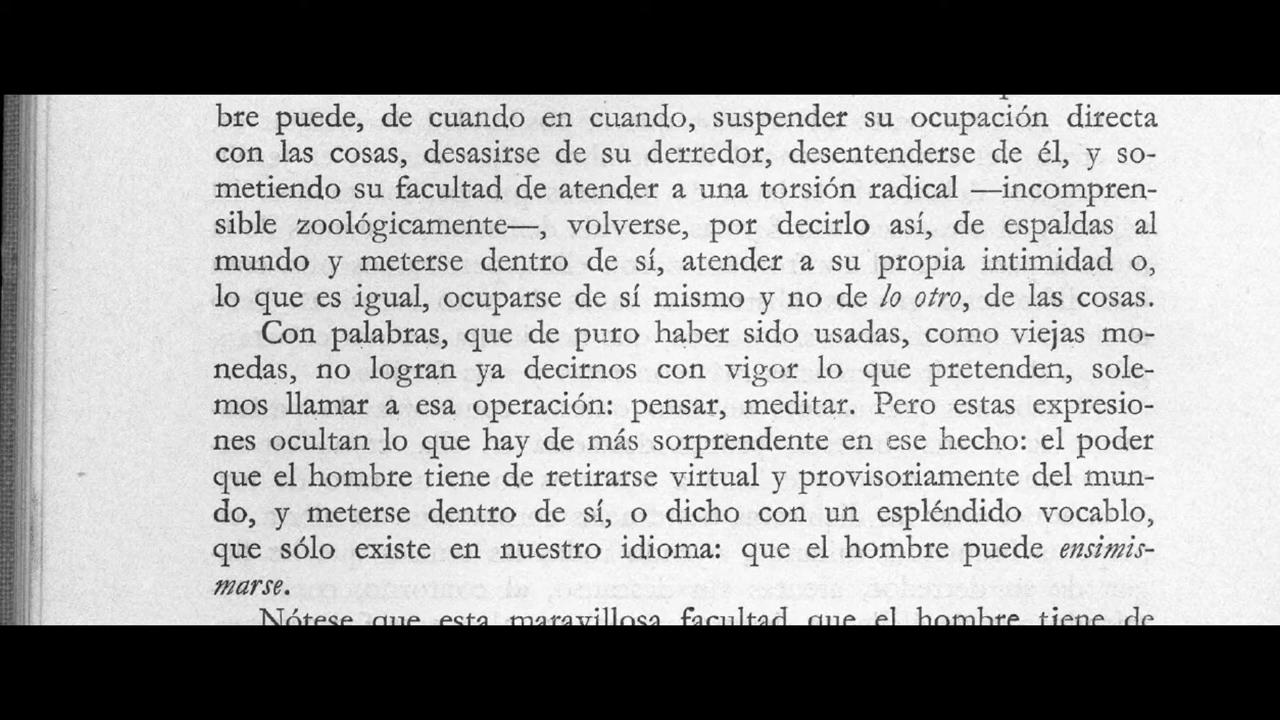 bre puede, de cuando en cuando, suspender su ocupación directa
con las cosas, desasirse de su derredor, desentenderse de él, y so-
metiendo su facultad de atender a una torsión radical —incompren-
sible zoológicamente—, volverse, por decirlo así, de espaldas al
mundo y meterse dentro de sí, atender a su propia intimidad o,
lo que es igual, ocuparse de sí mismo y no de lo otro, de las cosas.
Con palabras, que de puro haber sido usadas, como viejas mo-
nedas, no logran ya decirnos con vigor lo que pretenden, sole-
mos llamar a esa operación: pensar, meditar. Pero estas expresio-
nes ocultan lo que hay de más sorprendente en ese hecho: el poder
que el hombre tiene de retirarse virtual y provisoriamente del mun-
do, y meterse dentro de sí, o dicho con un espléndido vocablo,
que sólo existe en nuestro idioma: que el hombre puede ensimis-
marse.
Nótese que esta maravillosa facultad que el hombre tiene de